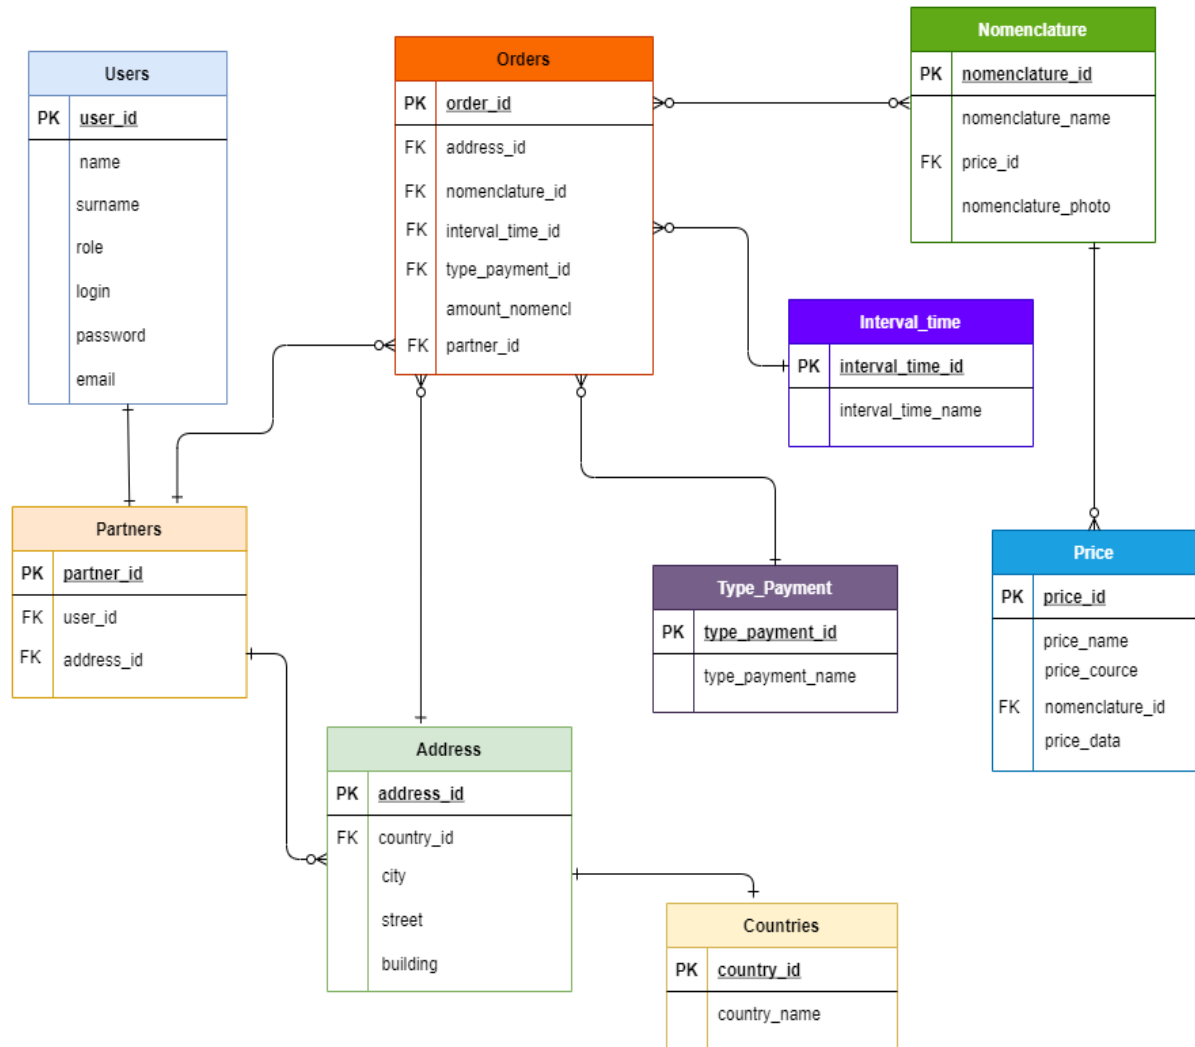 Users
PK user_id
name
surname
role
login
password
email
Orders
PK order_id
FK address_id
FK nomenclature_id
FK interval_time_id
FK type_payment_id
amount_nomencl
FK partner_id
Nomenclature
PK nomenclature_id
nomenclature_name
FK price_id
nomenclature_photo
Interval_time
PK interval_time_id
interval_time_name
Partners
PK partner_id
FK user_id
FK address_id
Type_Payment
PK type_payment_id
type_payment_name
Price
PK price_id
price_name
price_cource
FK nomenclature_id
price_data
Address
PK address_id
FK country_id
city
street
building
Countries
PK country_id
country_name